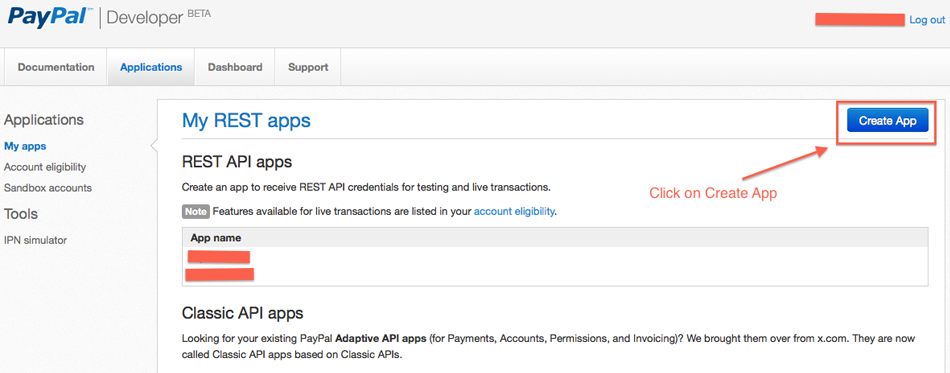 PayPal™ | Developer BETA
Log out
Documentation Applications Dashboard Support
Applications
My apps
Account eligibility
Sandbox accounts
Tools
IPN simulator
My REST apps
Create App
Click on Create App
REST API apps
Create an app to receive REST API credentials for testing and live transactions.
Note Features available for live transactions are listed in your account eligibility.
App name
Classic API apps
Looking for your existing PayPal Adaptive API apps (for Payments, Accounts, Permissions, and Invoicing)? We brought them over from x.com. They are now
called Classic API apps based on Classic APIs.